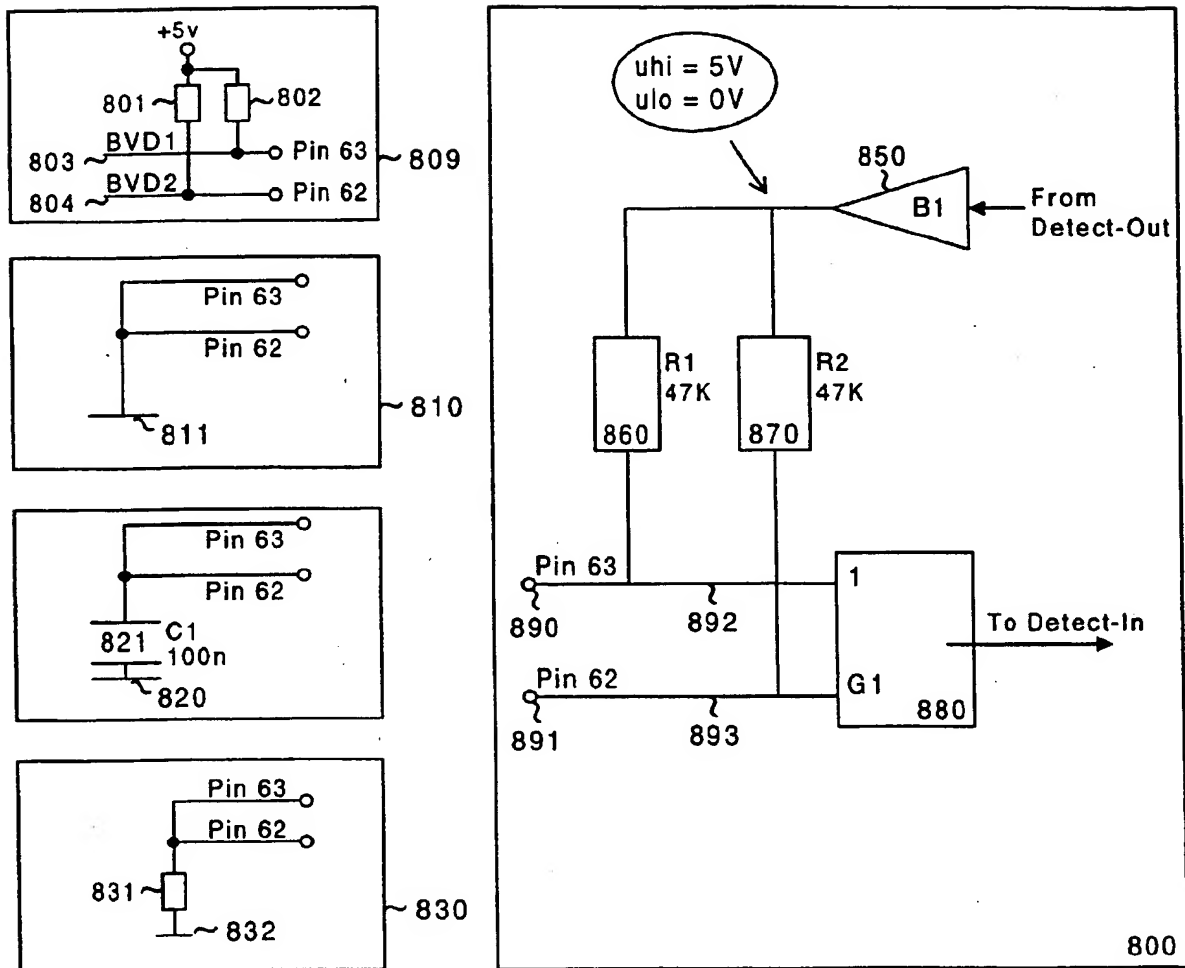 +5v
801
802
BVD1
803
Pin 63
809
BVD2
804
Pin 62
Pin 63
Pin 62
811
810
Pin 63
Pin 62
821
C1
100n
820
Pin 63
Pin 62
831
832
830
uhi = 5V
ulo = 0V
850
B1
From
Detect-Out
R1
47K
860
R2
47K
870
Pin 63
890
892
1
To Detect-In
Pin 62
891
893
G1
880
800